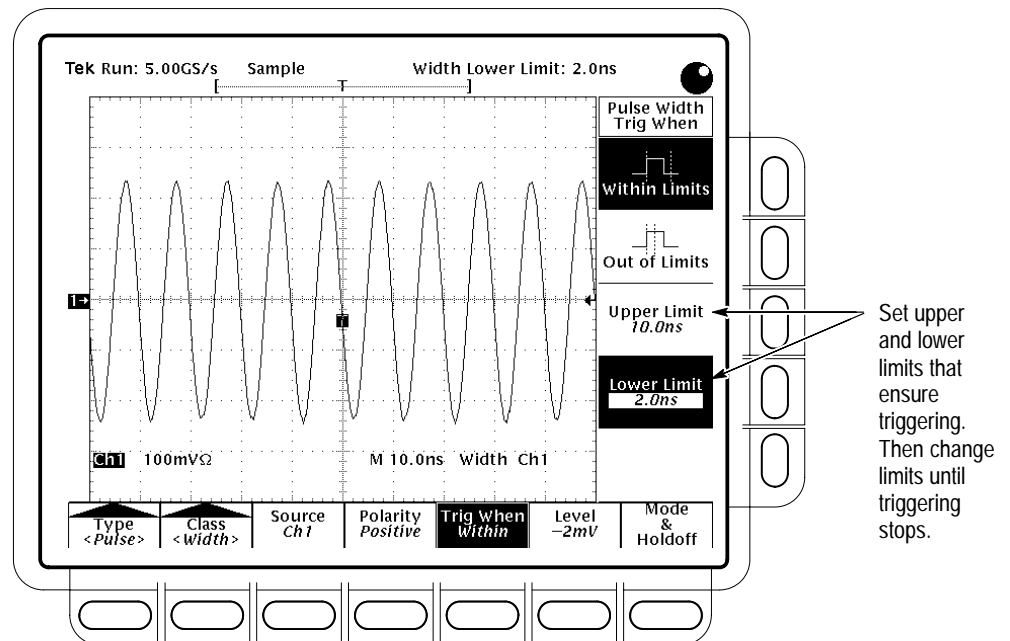 Tek Run: 5.00GS/s Sample Width Lower Limit: 2.0ns
T
Pulse Width
Trig When
Within Limits
Out of Limits
1→
Upper Limit
10.0ns
Lower Limit
2.0ns
Set upper
and lower
limits that
ensure
triggering.
Then change
limits until
triggering
stops.
Ch1 100mVΩ M 10.0ns Width Ch1
Type
<Pulse>
Class
<Width>
Source
Ch1
Polarity
Positive
Trig When
Within
Level
−2mV
Mode
&
Holdoff